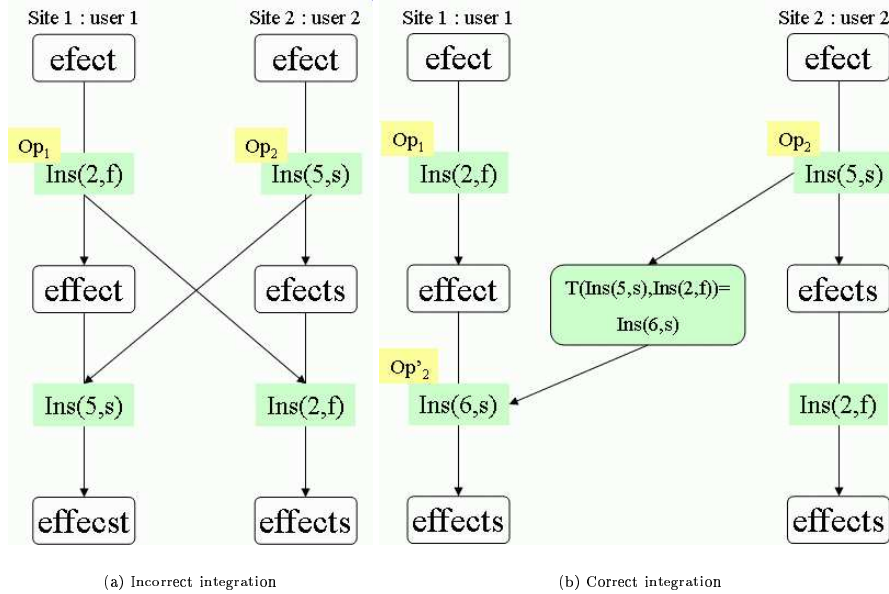 Site 1 : user 1
Site 2 : user 2
efect
efect
Op1
Ins(2,f)
Op2
Ins(5,s)
effect
efects
Ins(5,s)
Ins(2,f)
effecst
effects
(a) Incorrect integration
Site 1 : user 1
Site 2 : user 2
efect
efect
Op1
Ins(2,f)
Op2
Ins(5,s)
effect
T(Ins(5,s),Ins(2,f))=
Ins(6,s)
efects
Op’2
Ins(6,s)
Ins(2,f)
effects
effects
(b) Correct integration